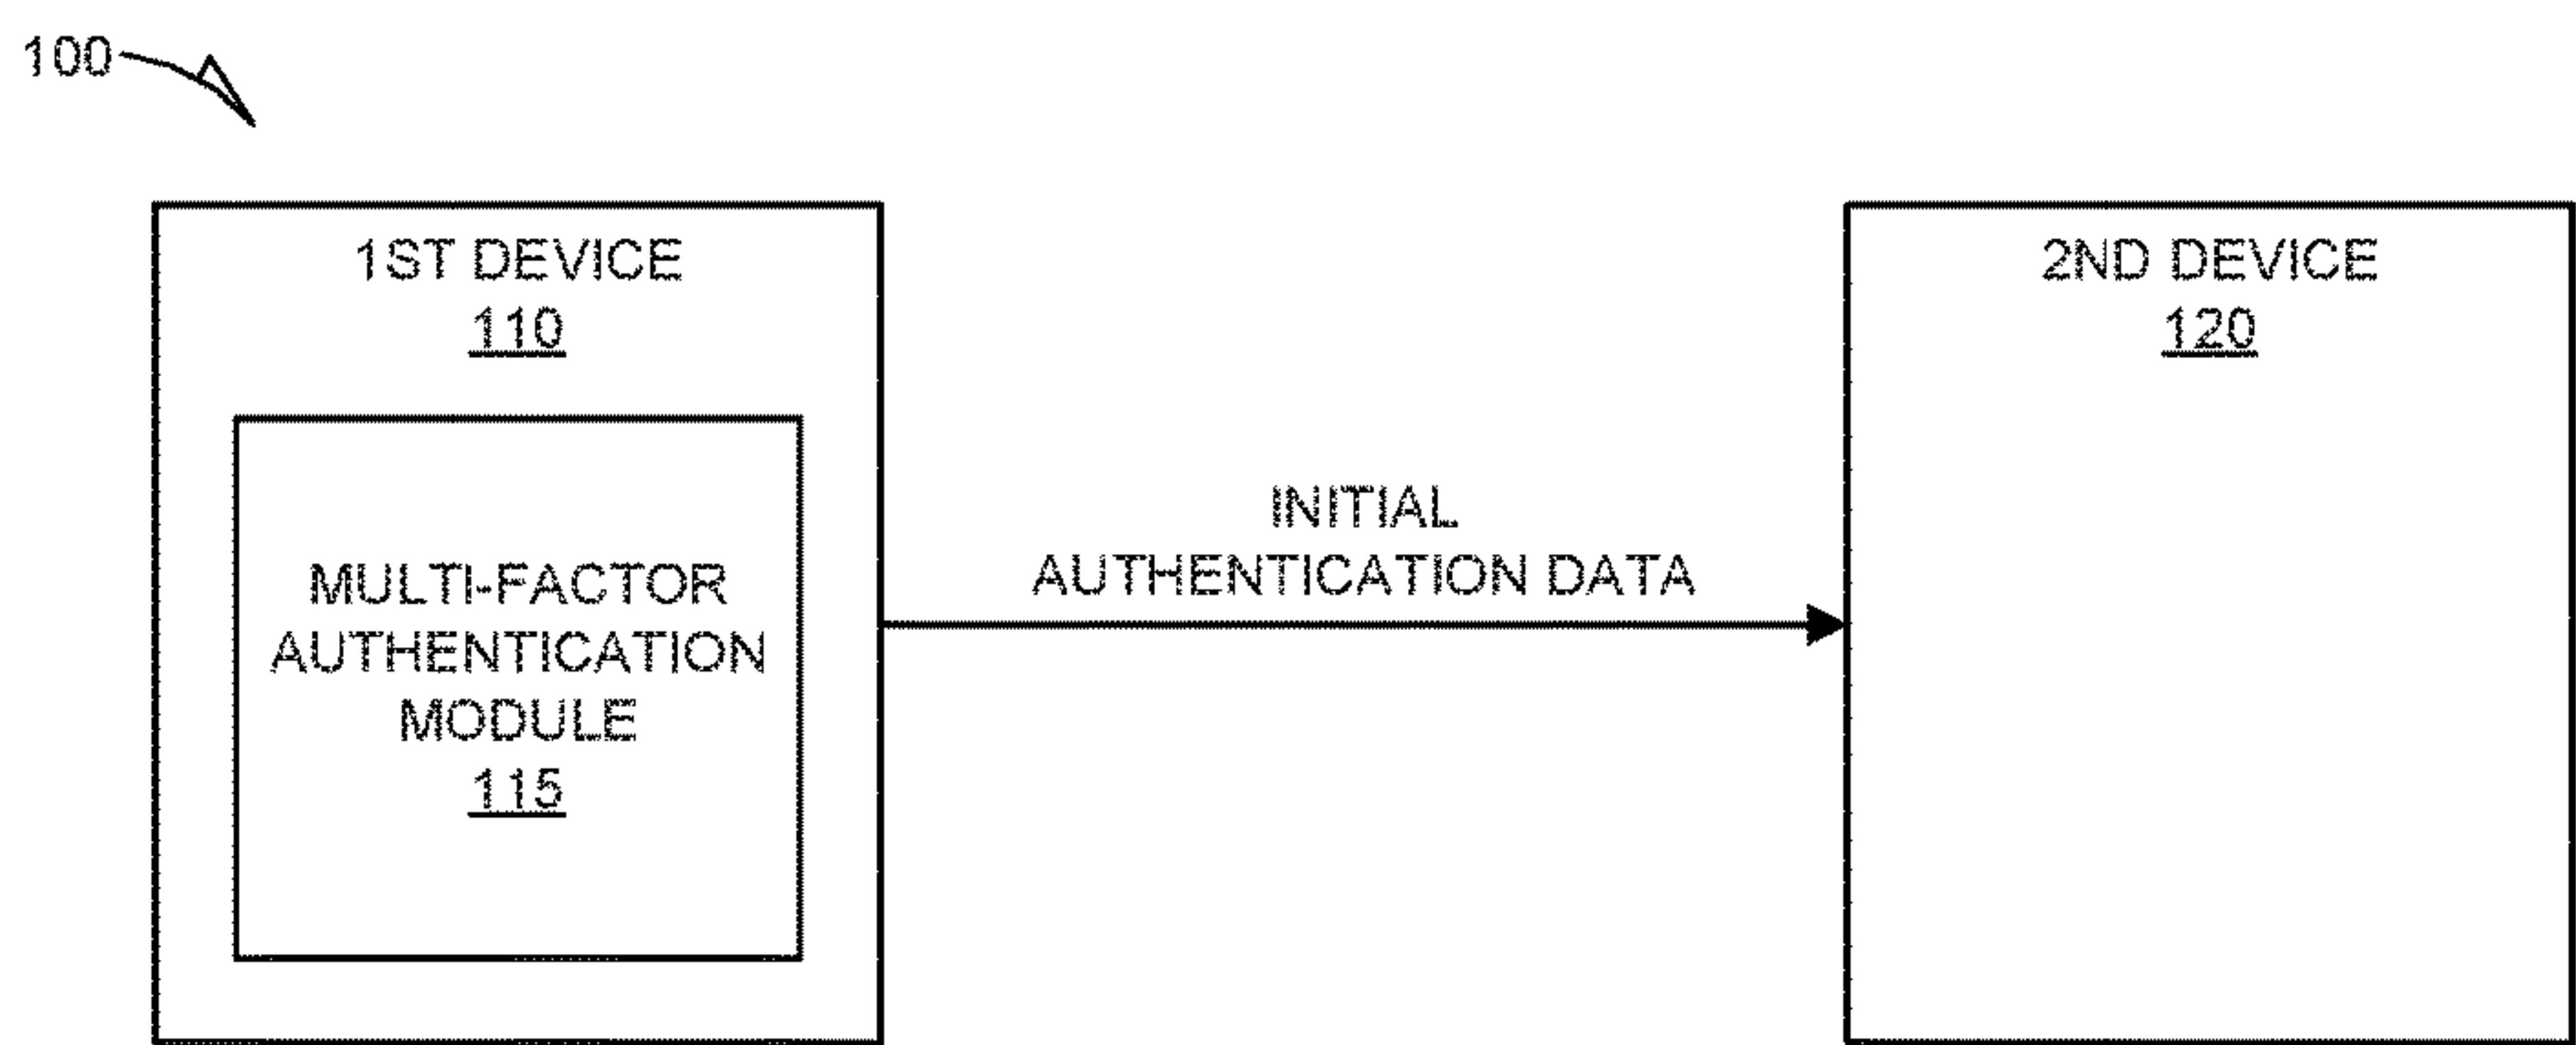 100
1ST DEVICE
110
MULTI-FACTOR
AUTHENTICATION
MODULE
115
INITIAL
AUTHENTICATION DATA
2ND DEVICE
120